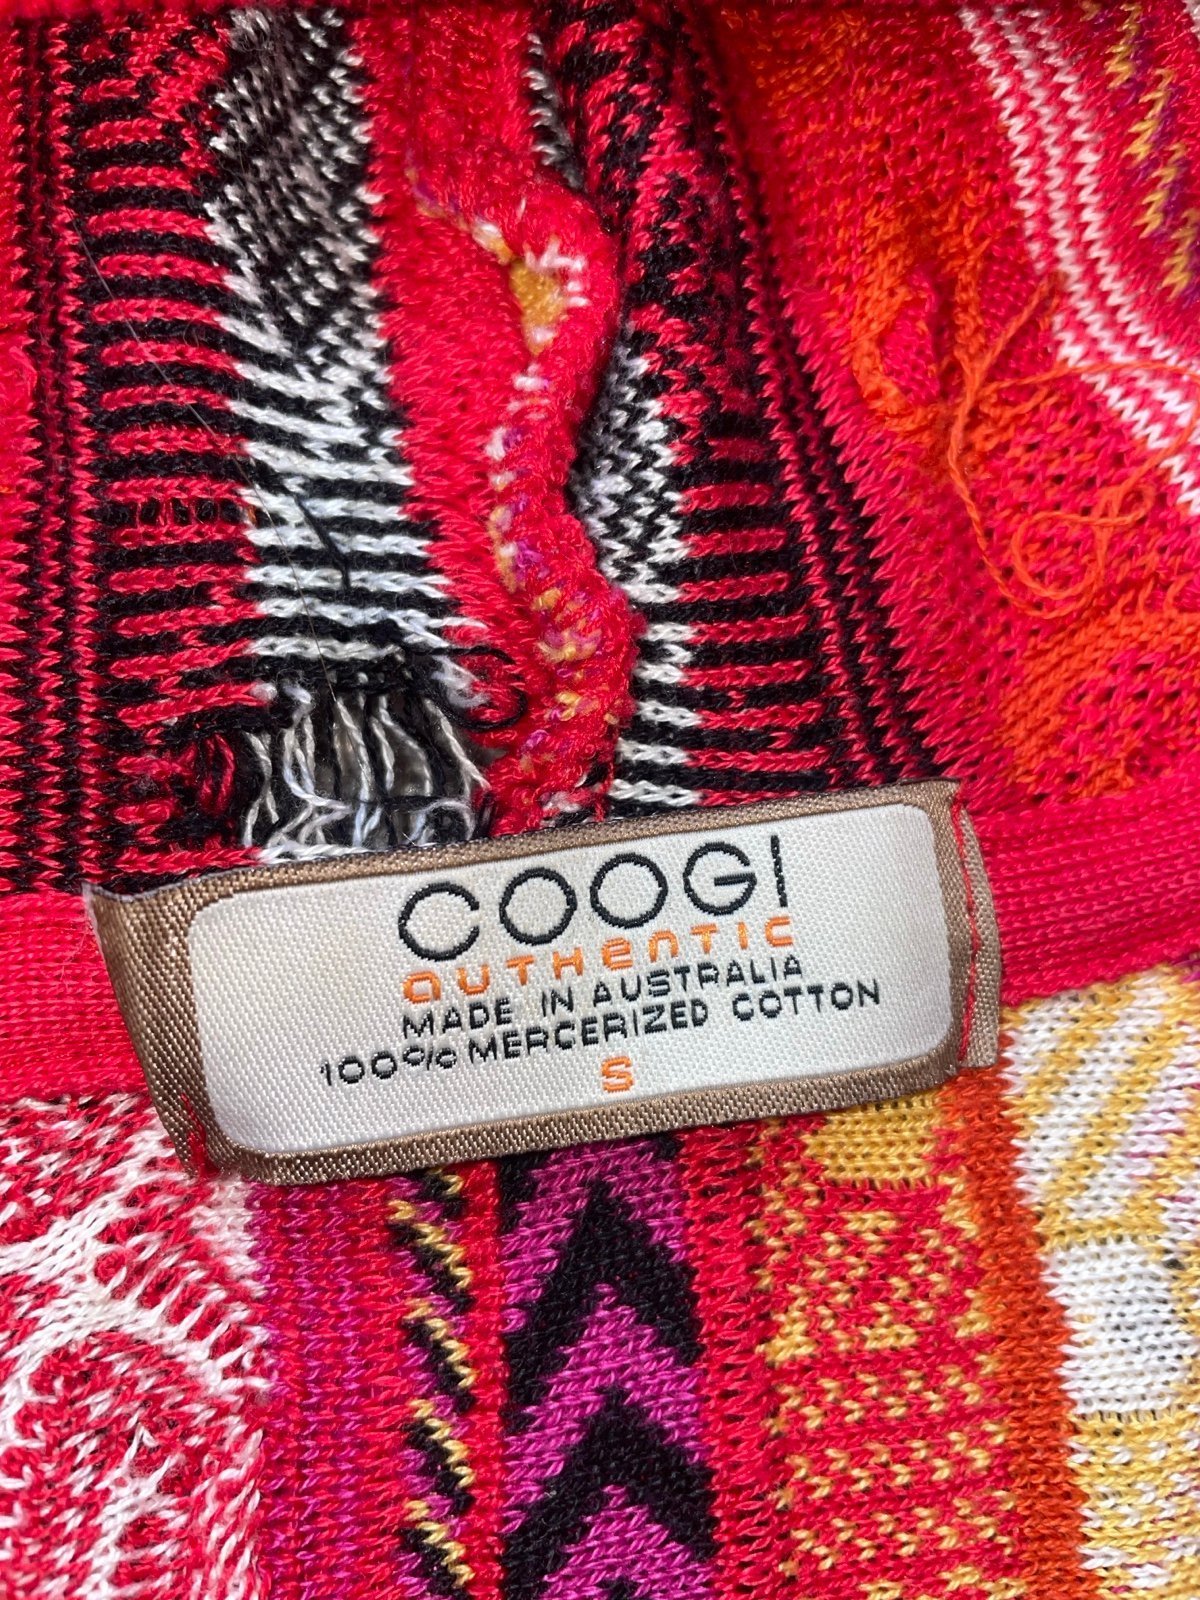 COOGI
AUTHENTIC
MADE IN AUSTRALIA
100% MERCERIZED COTTON
S